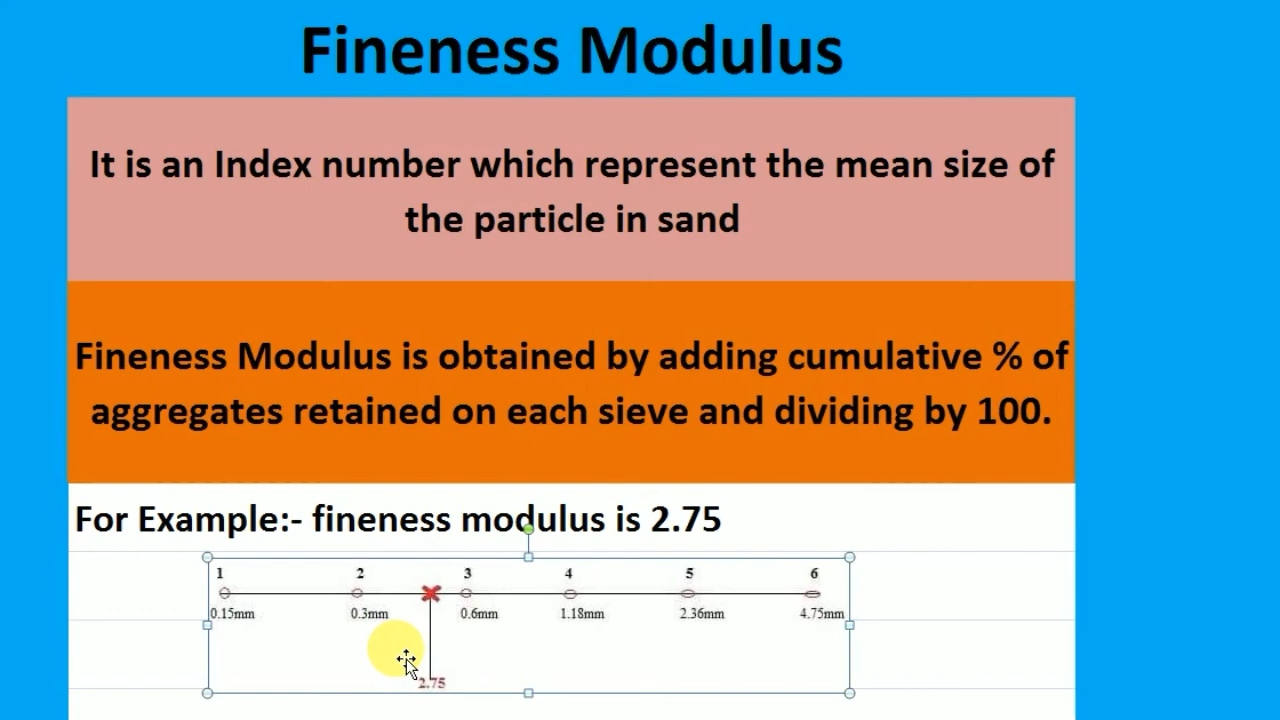 Fineness Modulus
It is an Index number which represent the mean size of
the particle in sand
Fineness Modulus is obtained by adding cumulative % of
aggregates retained on each sieve and dividing by 100.
For Example:- fineness modulus is 2.75
1 2 3 4 5 6
0.15mm 0.3mm 0.6mm 1.18mm 2.36mm 4.75mm
2.75